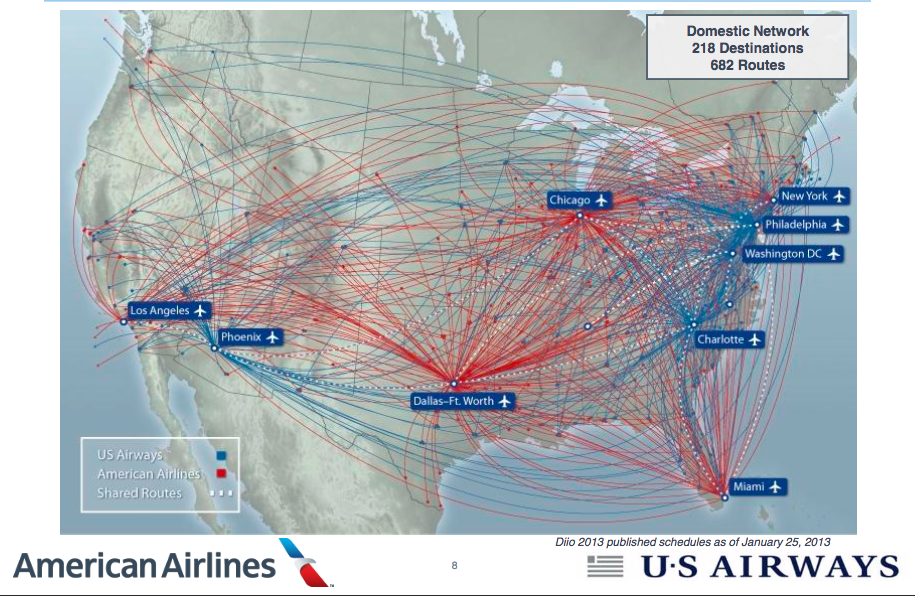 Domestic Network
218 Destinations
682 Routes
New York
Chicago
Philadelphia
Washington DC
Los Angeles
Phoenix
Charlotte
Dallas–Ft. Worth
US Airways
American Airlines
Shared Routes
Miami
Diio 2013 published schedules as of January 25, 2013
American Airlines
8
U·S AIRWAYS